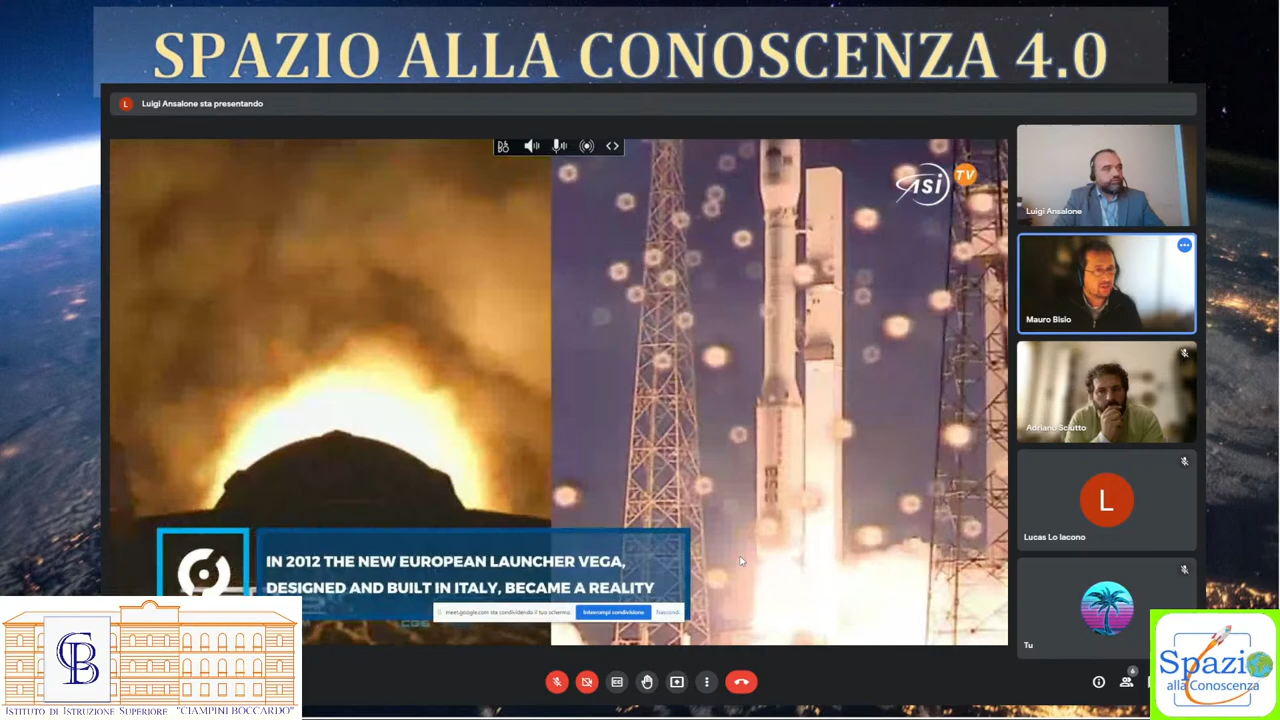 SPAZIO ALLA CONOSCENZA 4.0
L
Luigi Ansalone sta presentando
asi TV
Luigi Ansalone
Mauro Bisio
Adriano Sciutto
L
Lucas Lo Iacono
Tu
esa
IN 2012 THE NEW EUROPEAN LAUNCHER VEGA,
DESIGNED AND BUILT IN ITALY, BECAME A REALITY
meet.google.com sta condividendo il tuo schermo.
Interrompi condivisione
Nascondi
6
CB
ISTITUTO DI ISTRUZIONE SUPERIORE "CIAMPINI BOCCARDO"
Spazio
alla Conoscenza